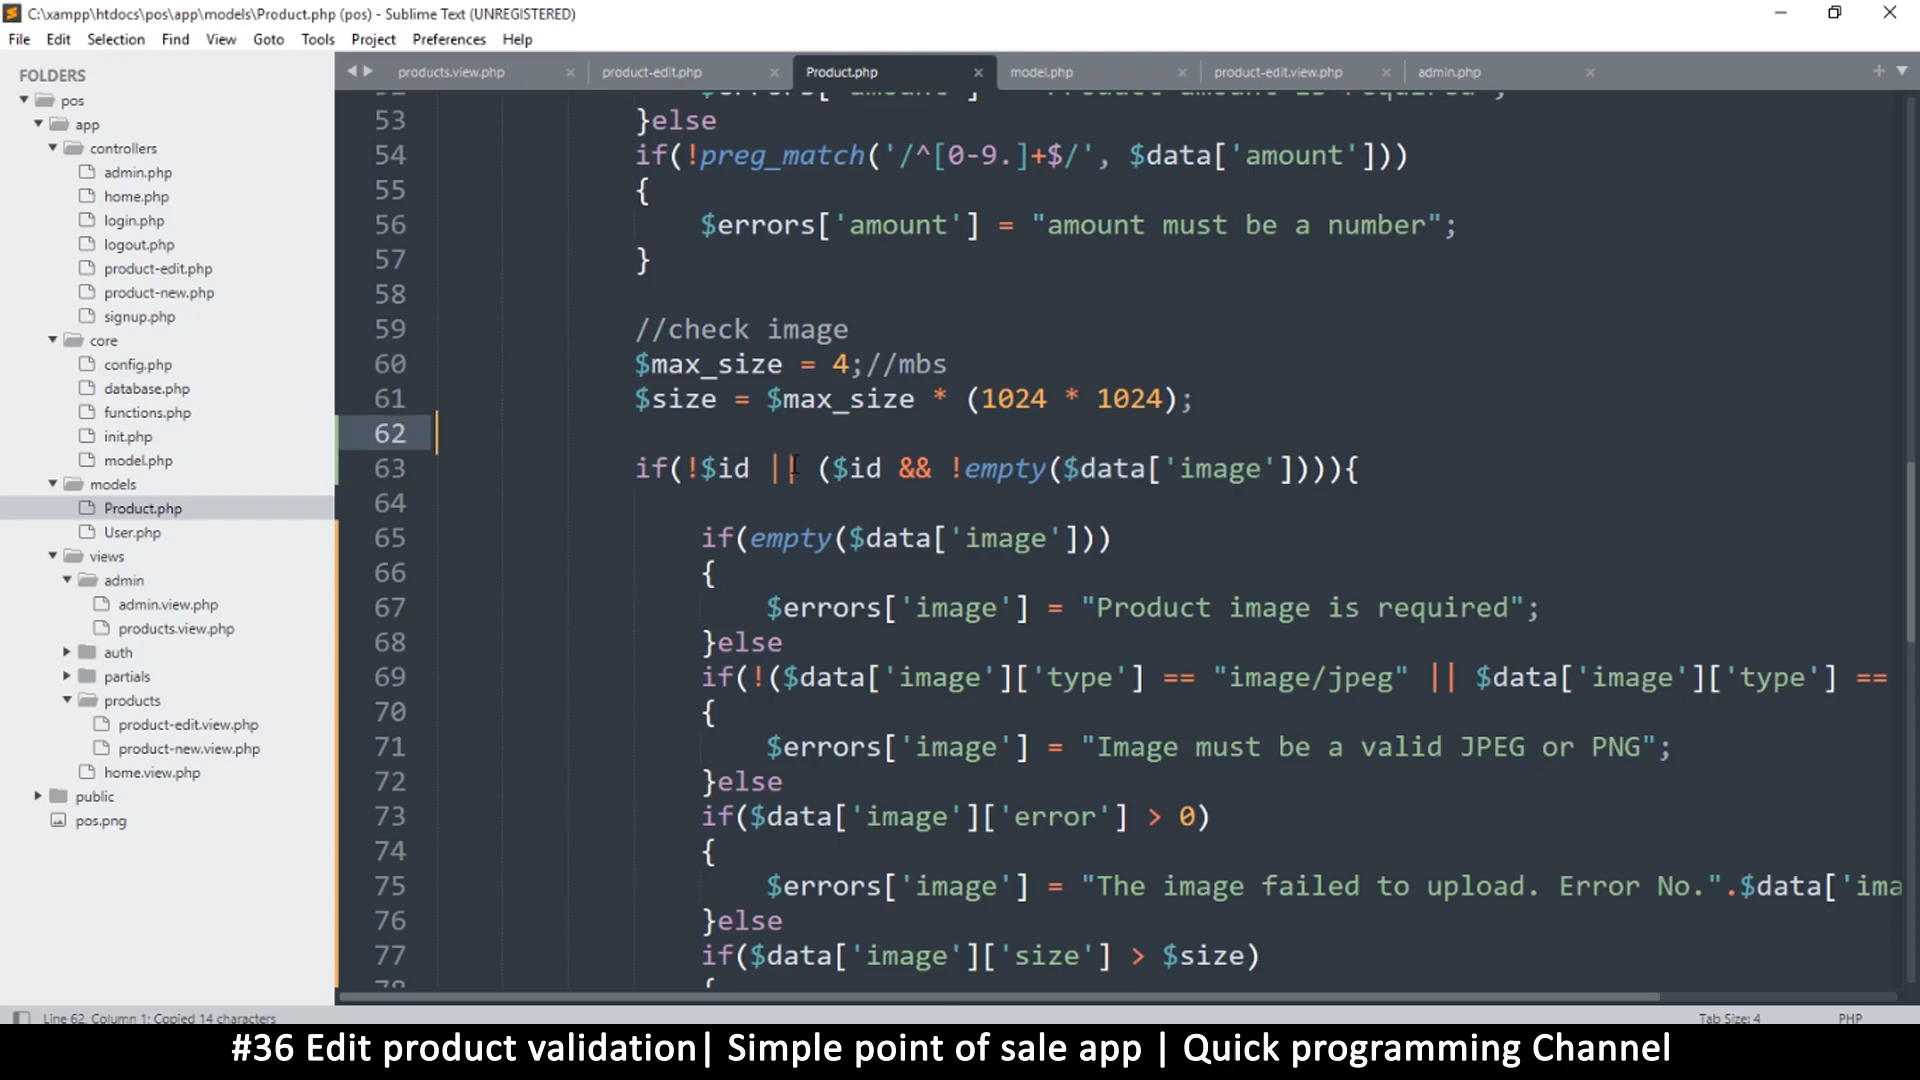 C:\xampp\htdocs\pos\app\models\Product.php (pos) - Sublime Text (UNREGISTERED)
File Edit Selection Find View Goto Tools Project Preferences Help
FOLDERS
pos
app
controllers
admin.php
home.php
login.php
logout.php
product-edit.php
product-new.php
signup.php
core
config.php
database.php
functions.php
init.php
model.php
models
Product.php
User.php
views
admin
admin.view.php
products.view.php
auth
partials
products
product-edit.view.php
product-new.view.php
home.view.php
public
pos.png
products.view.php product-edit.php Product.php model.php product-edit.view.php admin.php
53 }else
54 if(!preg_match('/^[0-9.]+$/', $data['amount']))
55 {
56 $errors['amount'] = "amount must be a number";
57 }
58
59 //check image
60 $max_size = 4;//mbs
61 $size = $max_size * (1024 * 1024);
62
63 if(!$id || ($id && !empty($data['image']))){
64
65 if(empty($data['image']))
66 {
67 $errors['image'] = "Product image is required";
68 }else
69 if(!($data['image']['type'] == "image/jpeg" || $data['image']['type'] ==
70 {
71 $errors['image'] = "Image must be a valid JPEG or PNG";
72 }else
73 if($data['image']['error'] > 0)
74 {
75 $errors['image'] = "The image failed to upload. Error No.".$data['ima
76 }else
77 if($data['image']['size'] > $size)
Line 62, Column 1; Copied 14 characters Tab Size: 4 PHP
#36 Edit product validation| Simple point of sale app | Quick programming Channel